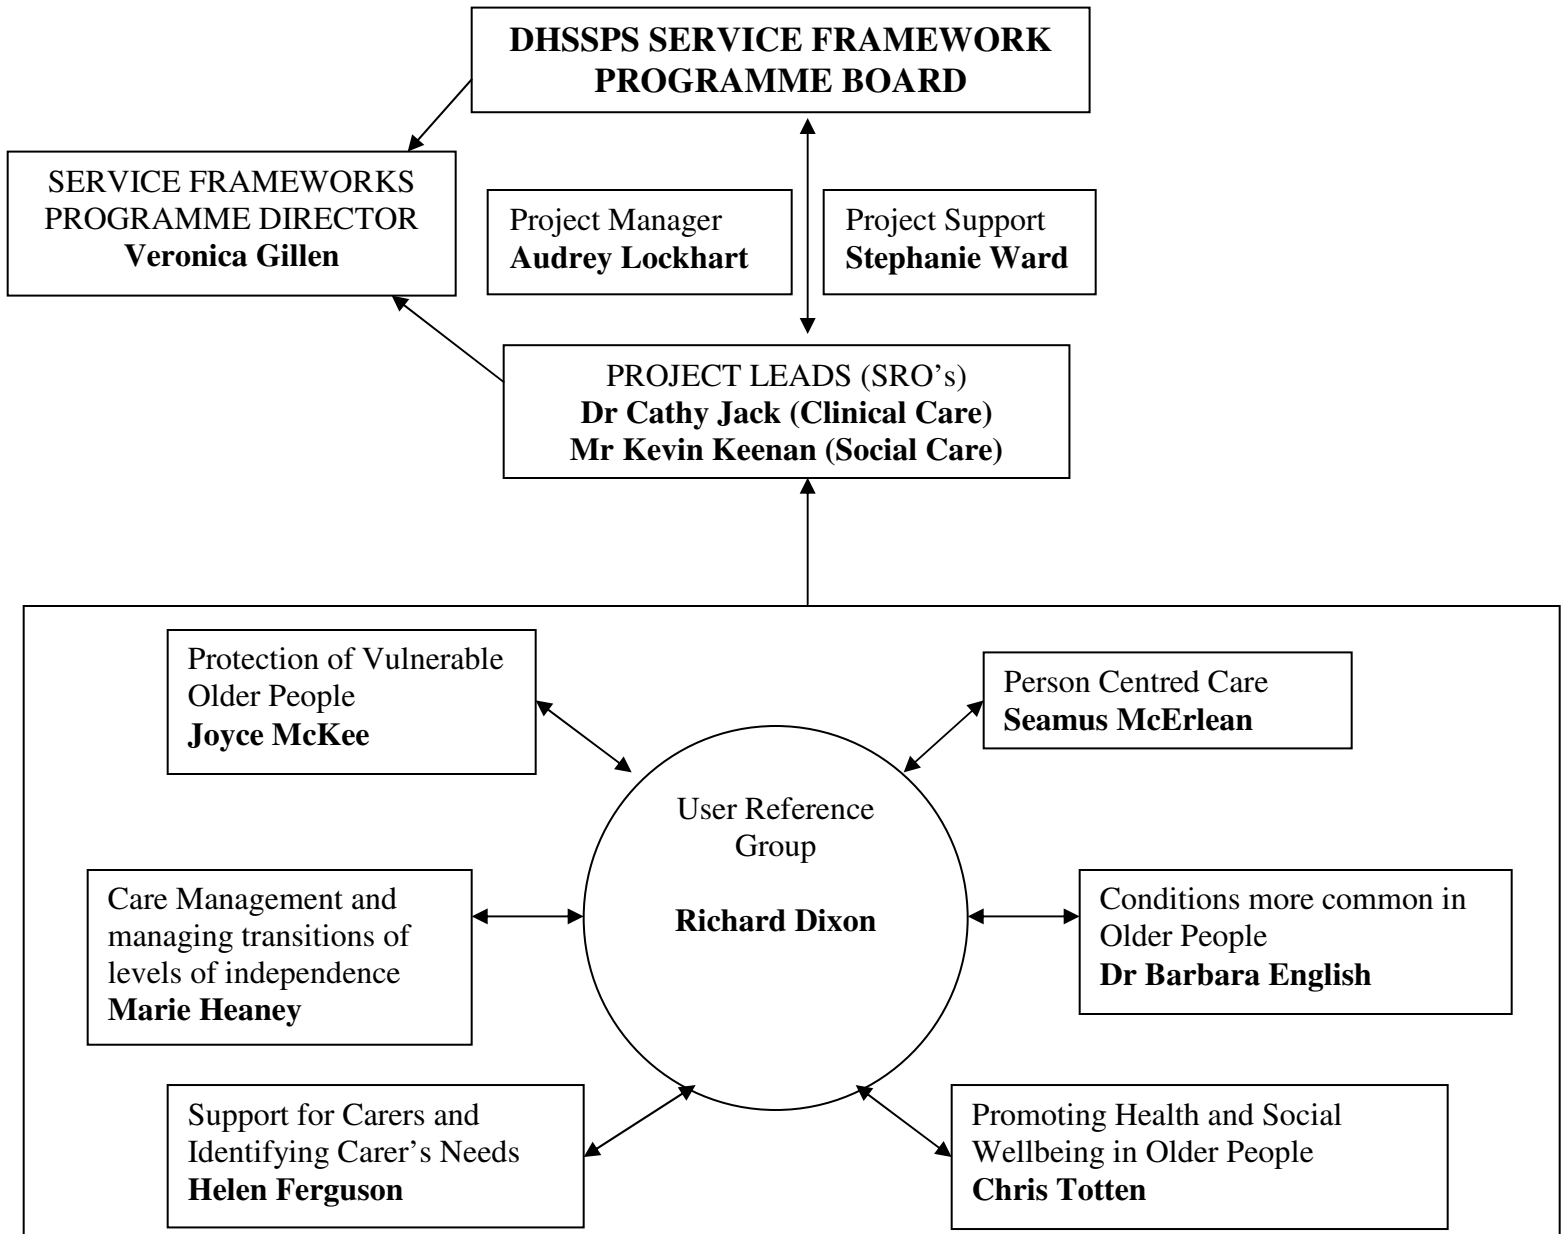 DHSSPS SERVICE FRAMEWORK
PROGRAMME BOARD
SERVICE FRAMEWORKS
PROGRAMME DIRECTOR
Veronica Gillen
Project Manager
Audrey Lockhart
Project Support
Stephanie Ward
PROJECT LEADS (SRO’s)
Dr Cathy Jack (Clinical Care)
Mr Kevin Keenan (Social Care)
Protection of Vulnerable
Older People
Joyce McKee
Person Centred Care
Seamus McErlean
User Reference
Group
Richard Dixon
Care Management and
managing transitions of
levels of independence
Marie Heaney
Conditions more common in
Older People
Dr Barbara English
Support for Carers and
Identifying Carer’s Needs
Helen Ferguson
Promoting Health and Social
Wellbeing in Older People
Chris Totten